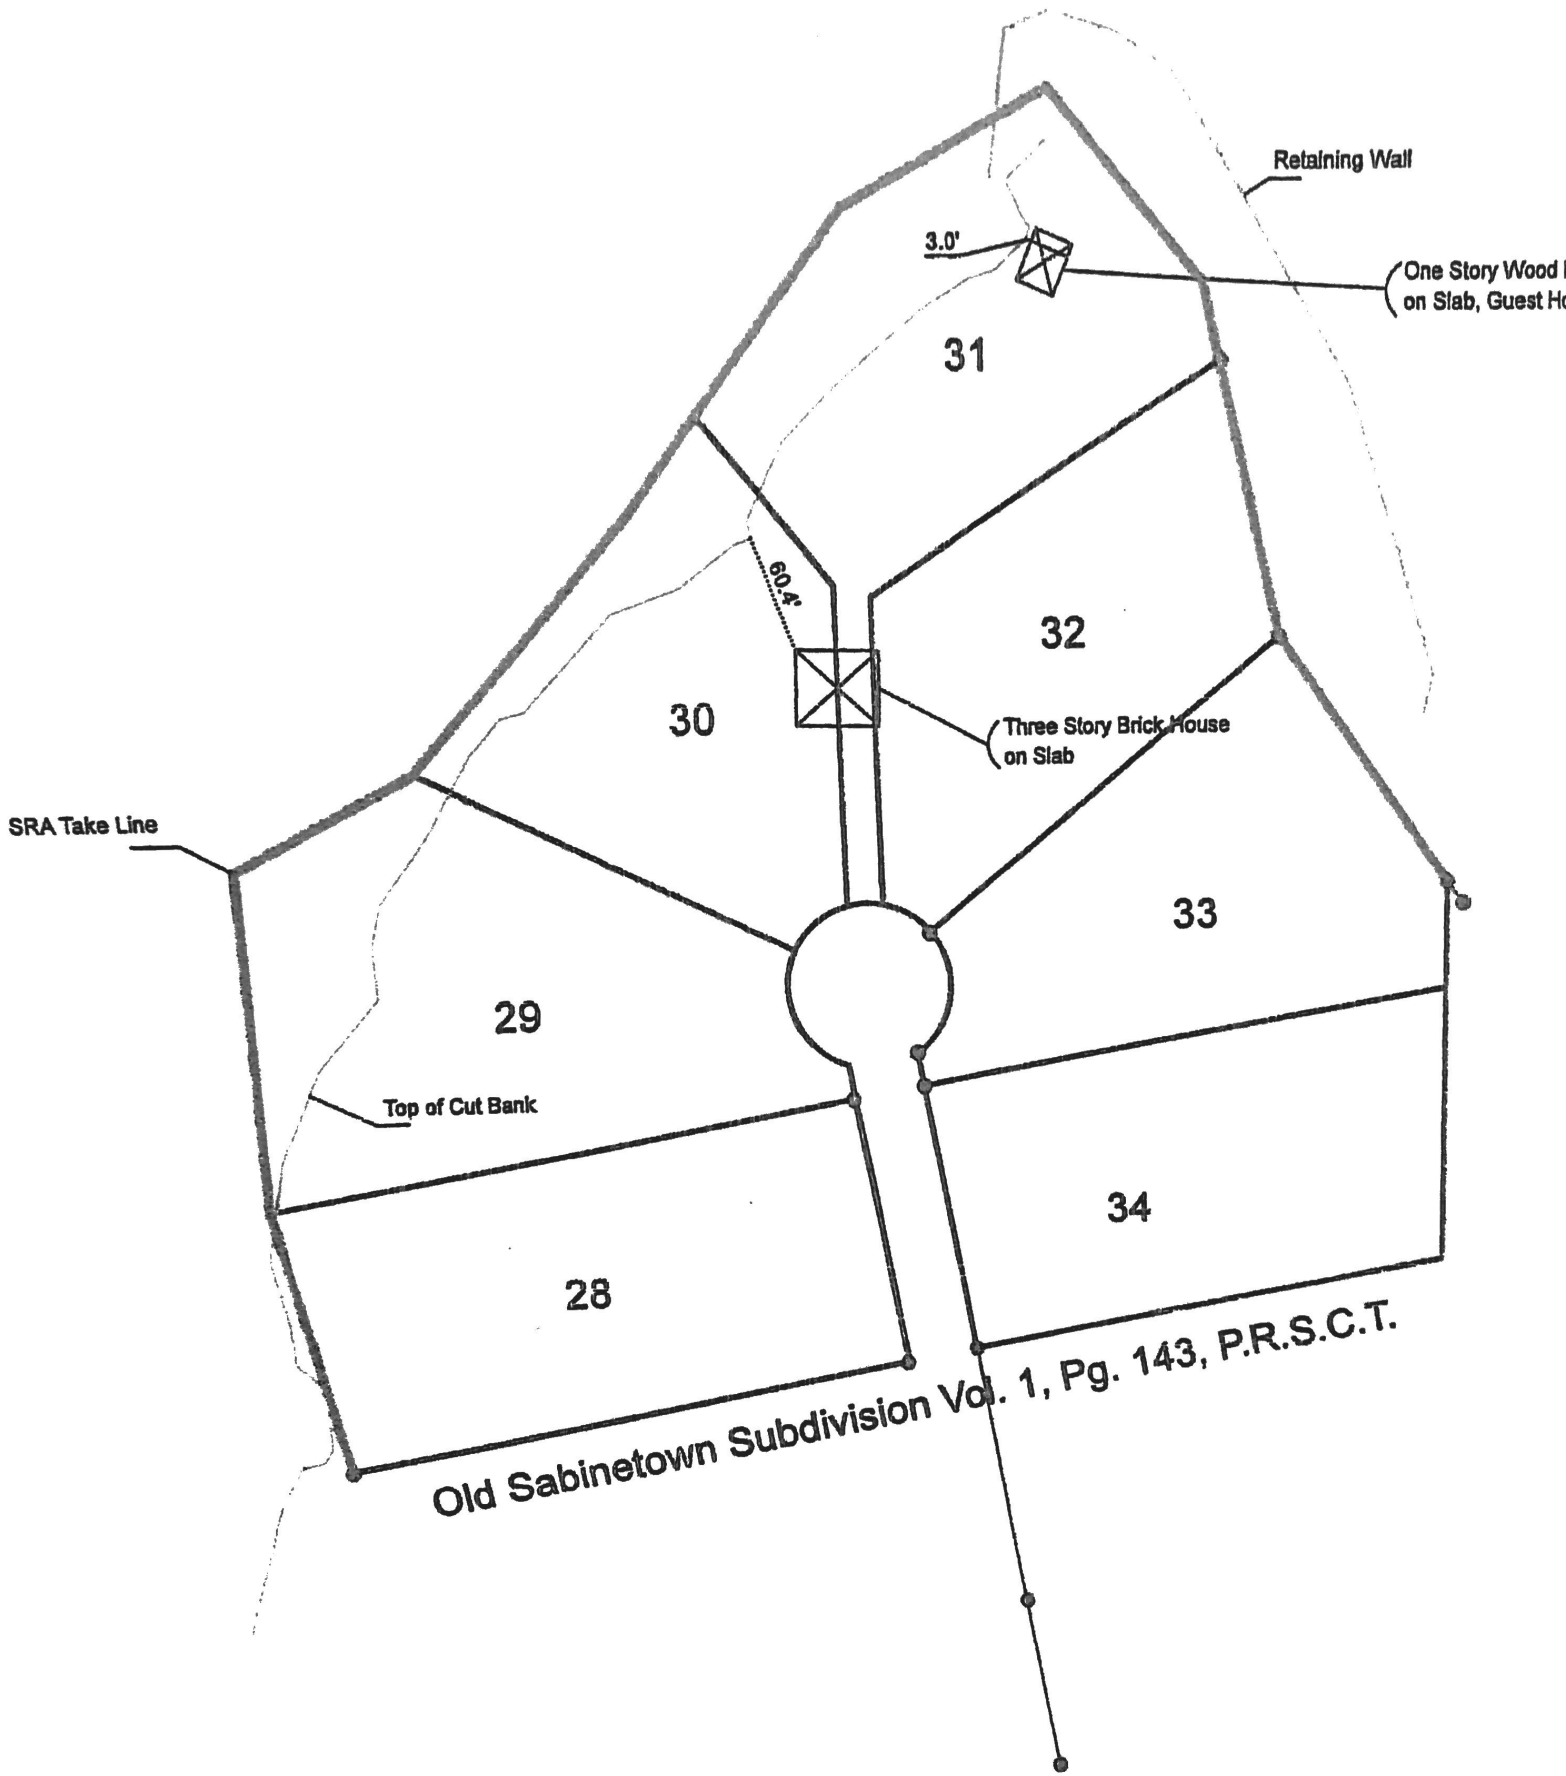 Retaining Wall
3.0'
One Story Wood
on Slab, Guest
31
60.4'
32
30
Three Story Brick House
on Slab
SRA Take Line
33
29
Top of Cut Bank
34
28
Old Sabinetown Subdivision Vol. 1, Pg. 143, P.R.S.C.T.